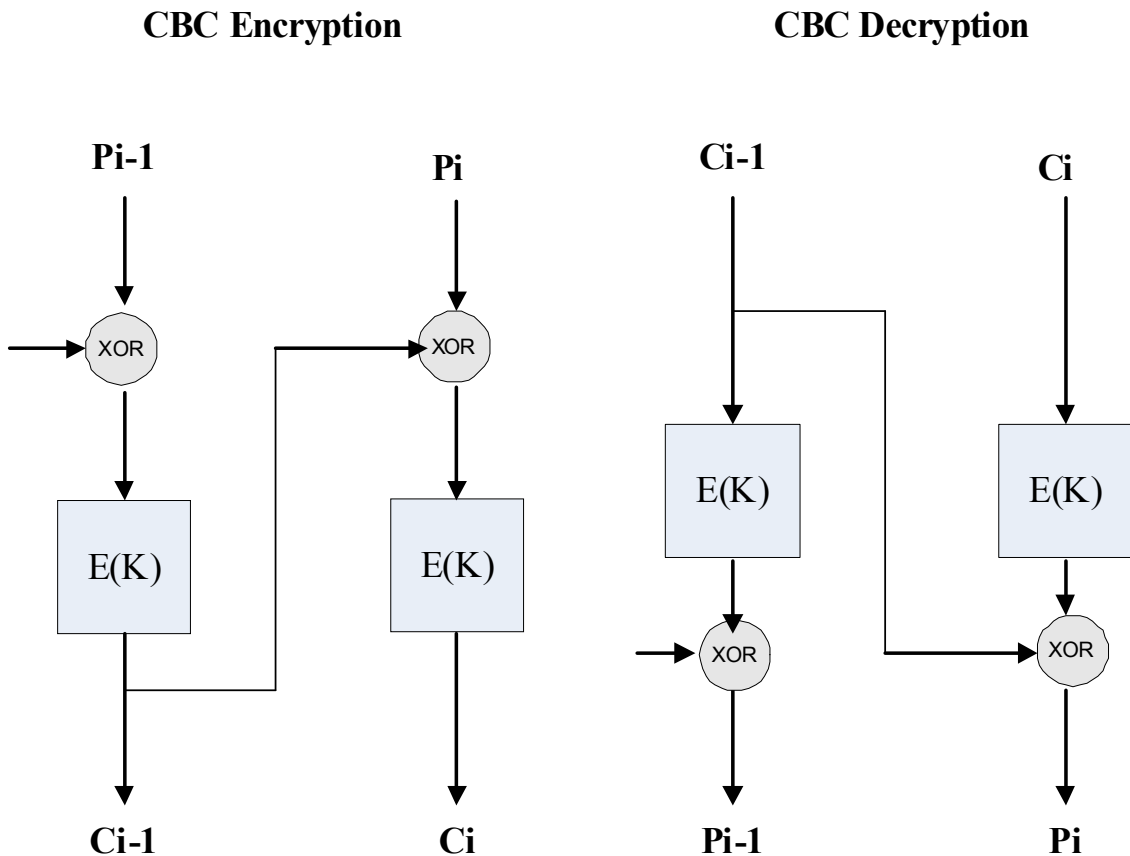 CBC Encryption
CBC Decryption
Pi-1
Pi
Ci-1
Ci
XOR
XOR
E(K)
E(K)
E(K)
E(K)
XOR
XOR
Ci-1
Ci
Pi-1
Pi